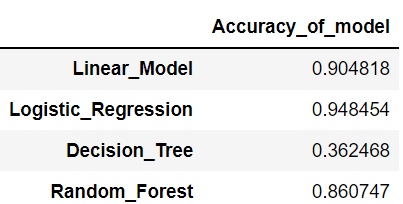 Accuracy_of_model
Linear_Model 0.904818
Logistic_Regression 0.948454
Decision_Tree 0.362468
Random_Forest 0.860747